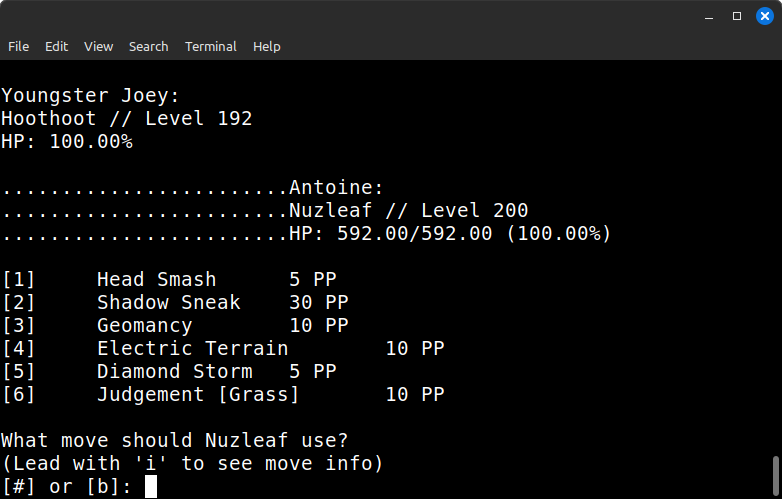 File Edit View Search Terminal Help
Youngster Joey:
Hoothoot // Level 192
HP: 100.00%
........................Antoine:
........................Nuzleaf // Level 200
........................HP: 592.00/592.00 (100.00%)
[1] Head Smash 5 PP
[2] Shadow Sneak 30 PP
[3] Geomancy 10 PP
[4] Electric Terrain 10 PP
[5] Diamond Storm 5 PP
[6] Judgement [Grass] 10 PP
What move should Nuzleaf use?
(Lead with 'i' to see move info)
[#] or [b]: